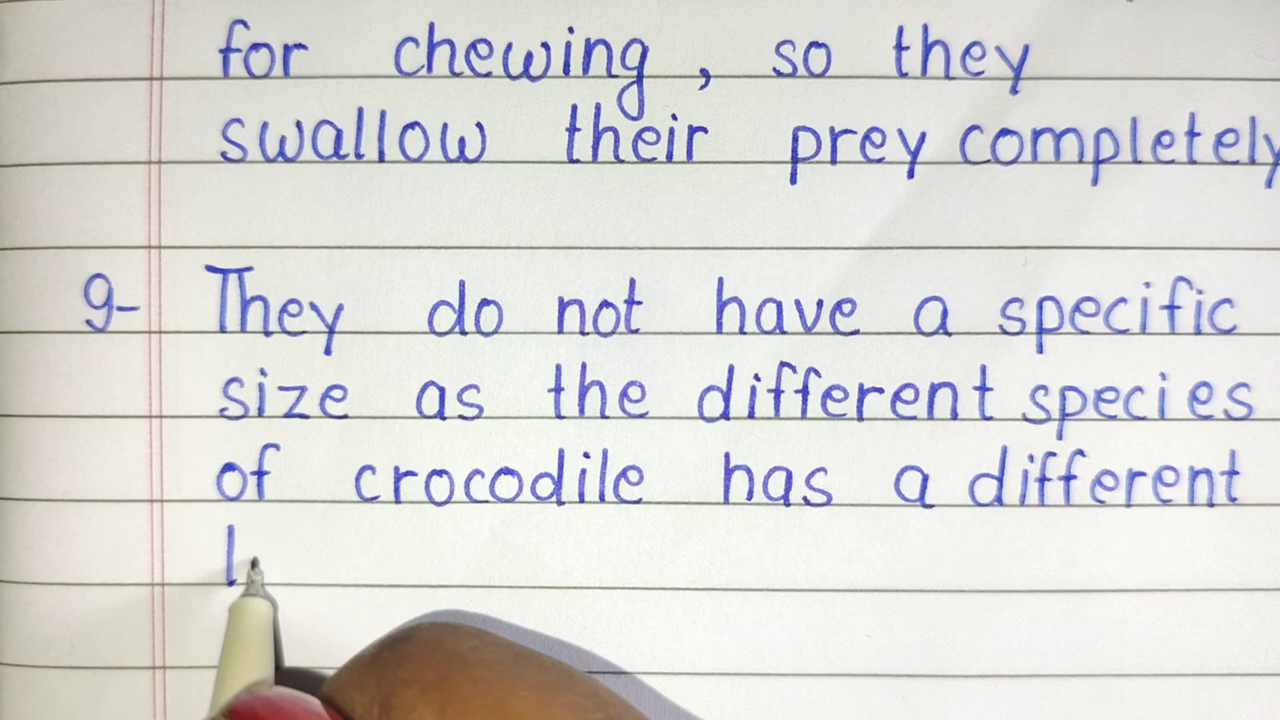 for chewing, so they
swallow their prey completely
9- They do not have a specific
size as the different species
of crocodile has a different
l